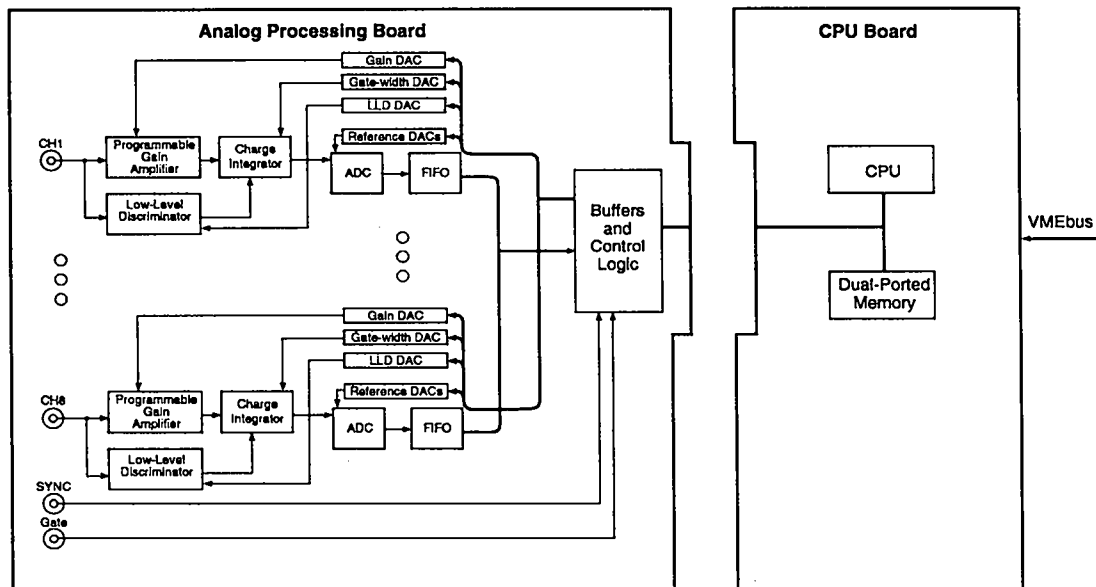 Analog Processing Board
CPU Board
Gain DAC
Gate-width DAC
LLD DAC
Reference DACs
CH1
Programmable
Gain
Amplifier
Charge
Integrator
ADC
FIFO
Low-Level
Discriminator
Buffers
and
Control
Logic
CPU
VMEbus
Dual-Ported
Memory
Gain DAC
Gate-width DAC
LLD DAC
Reference DACs
CH8
Programmable
Gain
Amplifier
Charge
Integrator
ADC
FIFO
Low-Level
Discriminator
SYNC
Gate